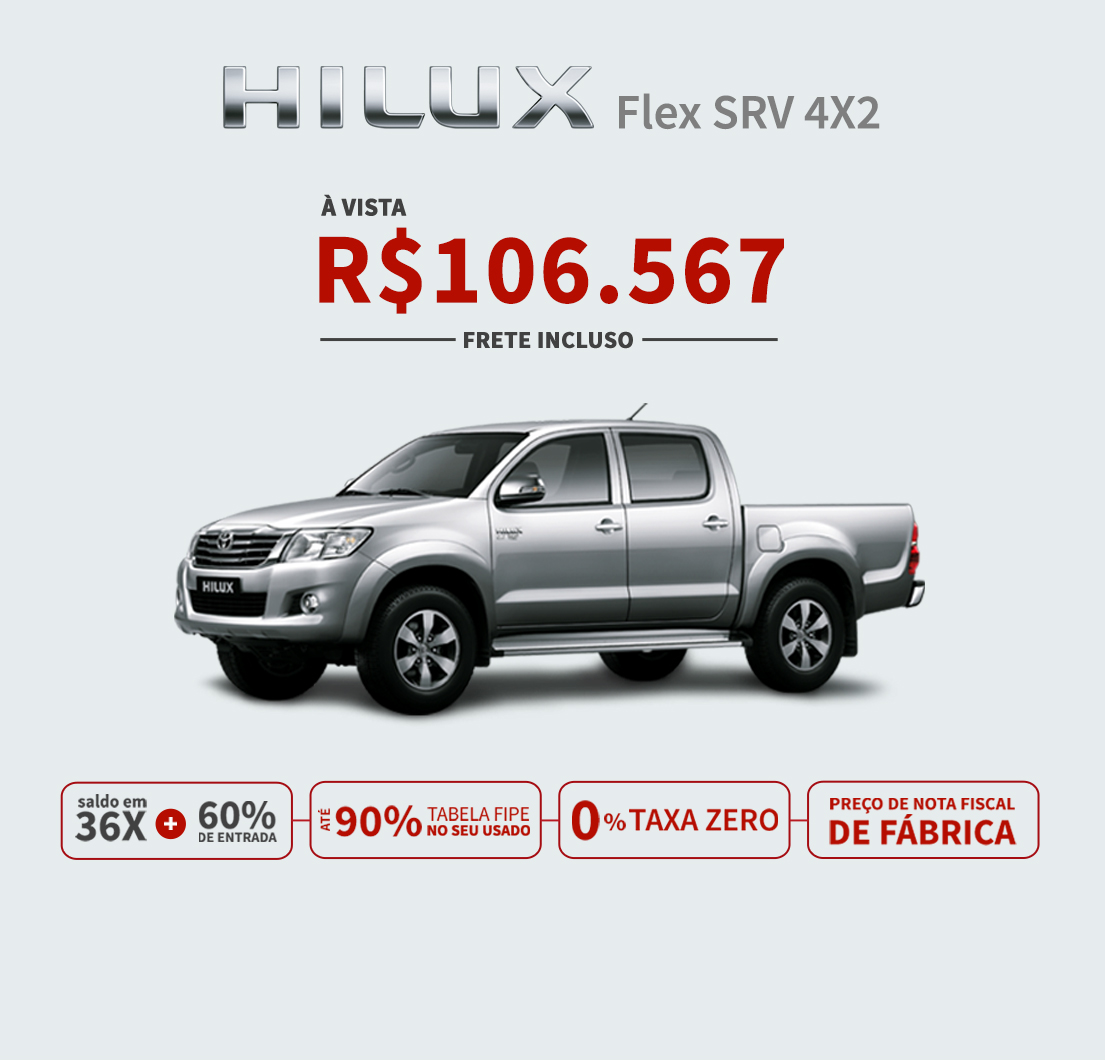 HILUX Flex SRV 4X2
À VISTA
R$106.567
FRETE INCLUSO
HILUX
HILUX
saldo em
36X + 60%
DE ENTRADA
ATÉ 90% TABELA FIPE
NO SEU USADO
0% TAXA ZERO
PREÇO DE NOTA FISCAL
DE FÁBRICA